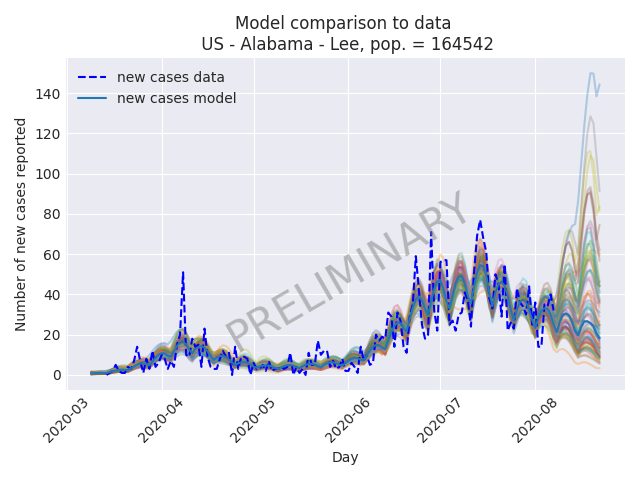 Model comparison to data
US - Alabama - Lee, pop. = 164542
new cases data
new cases model
PRELIMINARY
Number of new cases reported
140
120
100
80
60
40
20
0
2020-03
2020-04
2020-05
2020-06
2020-07
2020-08
Day